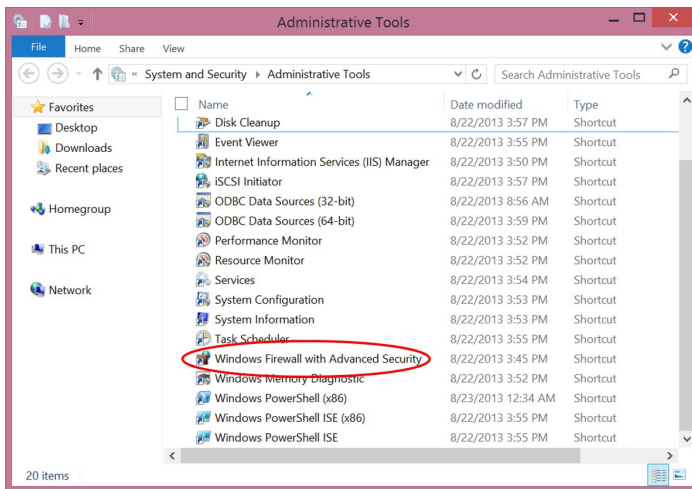 Administrative Tools
File Home Share View
« System and Security Administrative Tools Search Administrative Tools
Favorites
Desktop
Downloads
Recent places
Homegroup
This PC
Network
Name Date modified Type
Disk Cleanup 8/22/2013 3:57 PM Shortcut
Event Viewer 8/22/2013 3:55 PM Shortcut
Internet Information Services (IIS) Manager 8/22/2013 3:50 PM Shortcut
iSCSI Initiator 8/22/2013 3:57 PM Shortcut
ODBC Data Sources (32-bit) 8/22/2013 8:56 AM Shortcut
ODBC Data Sources (64-bit) 8/22/2013 3:59 PM Shortcut
Performance Monitor 8/22/2013 3:52 PM Shortcut
Resource Monitor 8/22/2013 3:52 PM Shortcut
Services 8/22/2013 3:54 PM Shortcut
System Configuration 8/22/2013 3:53 PM Shortcut
System Information 8/22/2013 3:53 PM Shortcut
Task Scheduler 8/22/2013 3:55 PM Shortcut
Windows Firewall with Advanced Security 8/22/2013 3:45 PM Shortcut
Windows Memory Diagnostic 8/22/2013 3:52 PM Shortcut
Windows PowerShell (x86) 8/23/2013 12:34 AM Shortcut
Windows PowerShell ISE (x86) 8/22/2013 3:55 PM Shortcut
Windows PowerShell ISE 8/22/2013 3:55 PM Shortcut
20 items